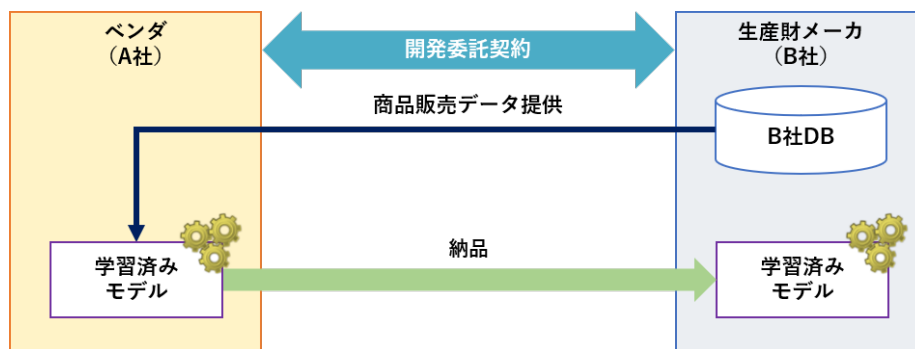 ベンダ
（A社）
開発委託契約
生産財メーカ
（B社）
商品販売データ提供
B社DB
納品
学習済み
モデル
学習済み
モデル